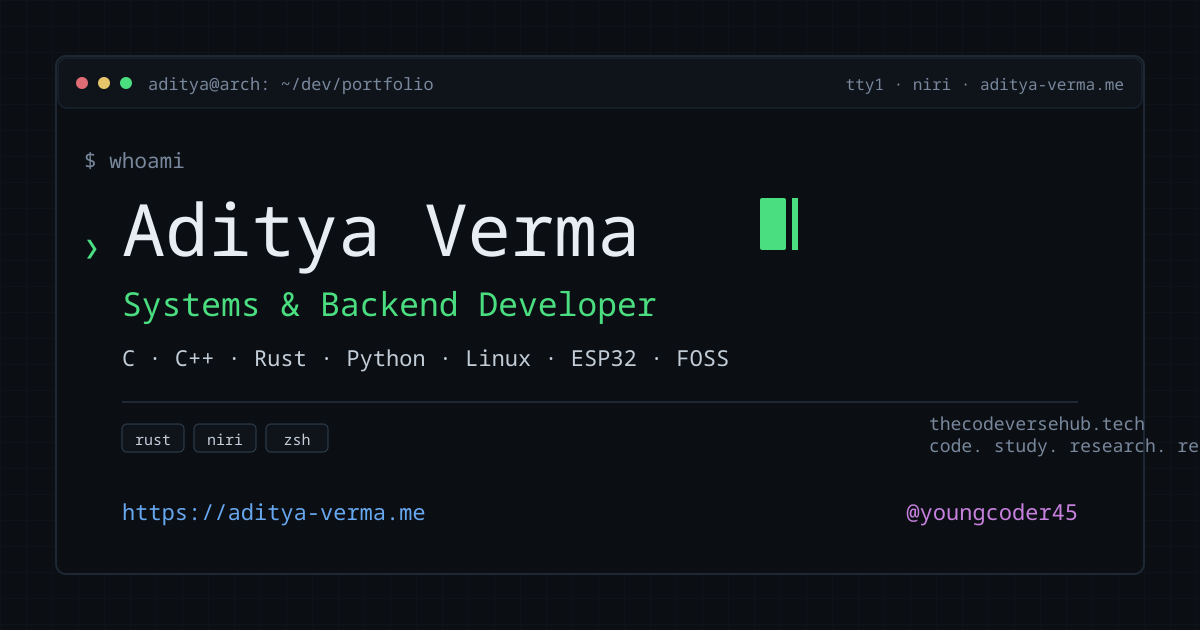 aditya@arch: ~/dev/portfolio
tty1 · niri · aditya-verma.me
$ whoami
❯ Aditya Verma
Systems & Backend Developer
C · C++ · Rust · Python · Linux · ESP32 · FOSS
rust niri zsh
thecodeversehub.tech
code. study. research. re
https://aditya-verma.me
@youngcoder45